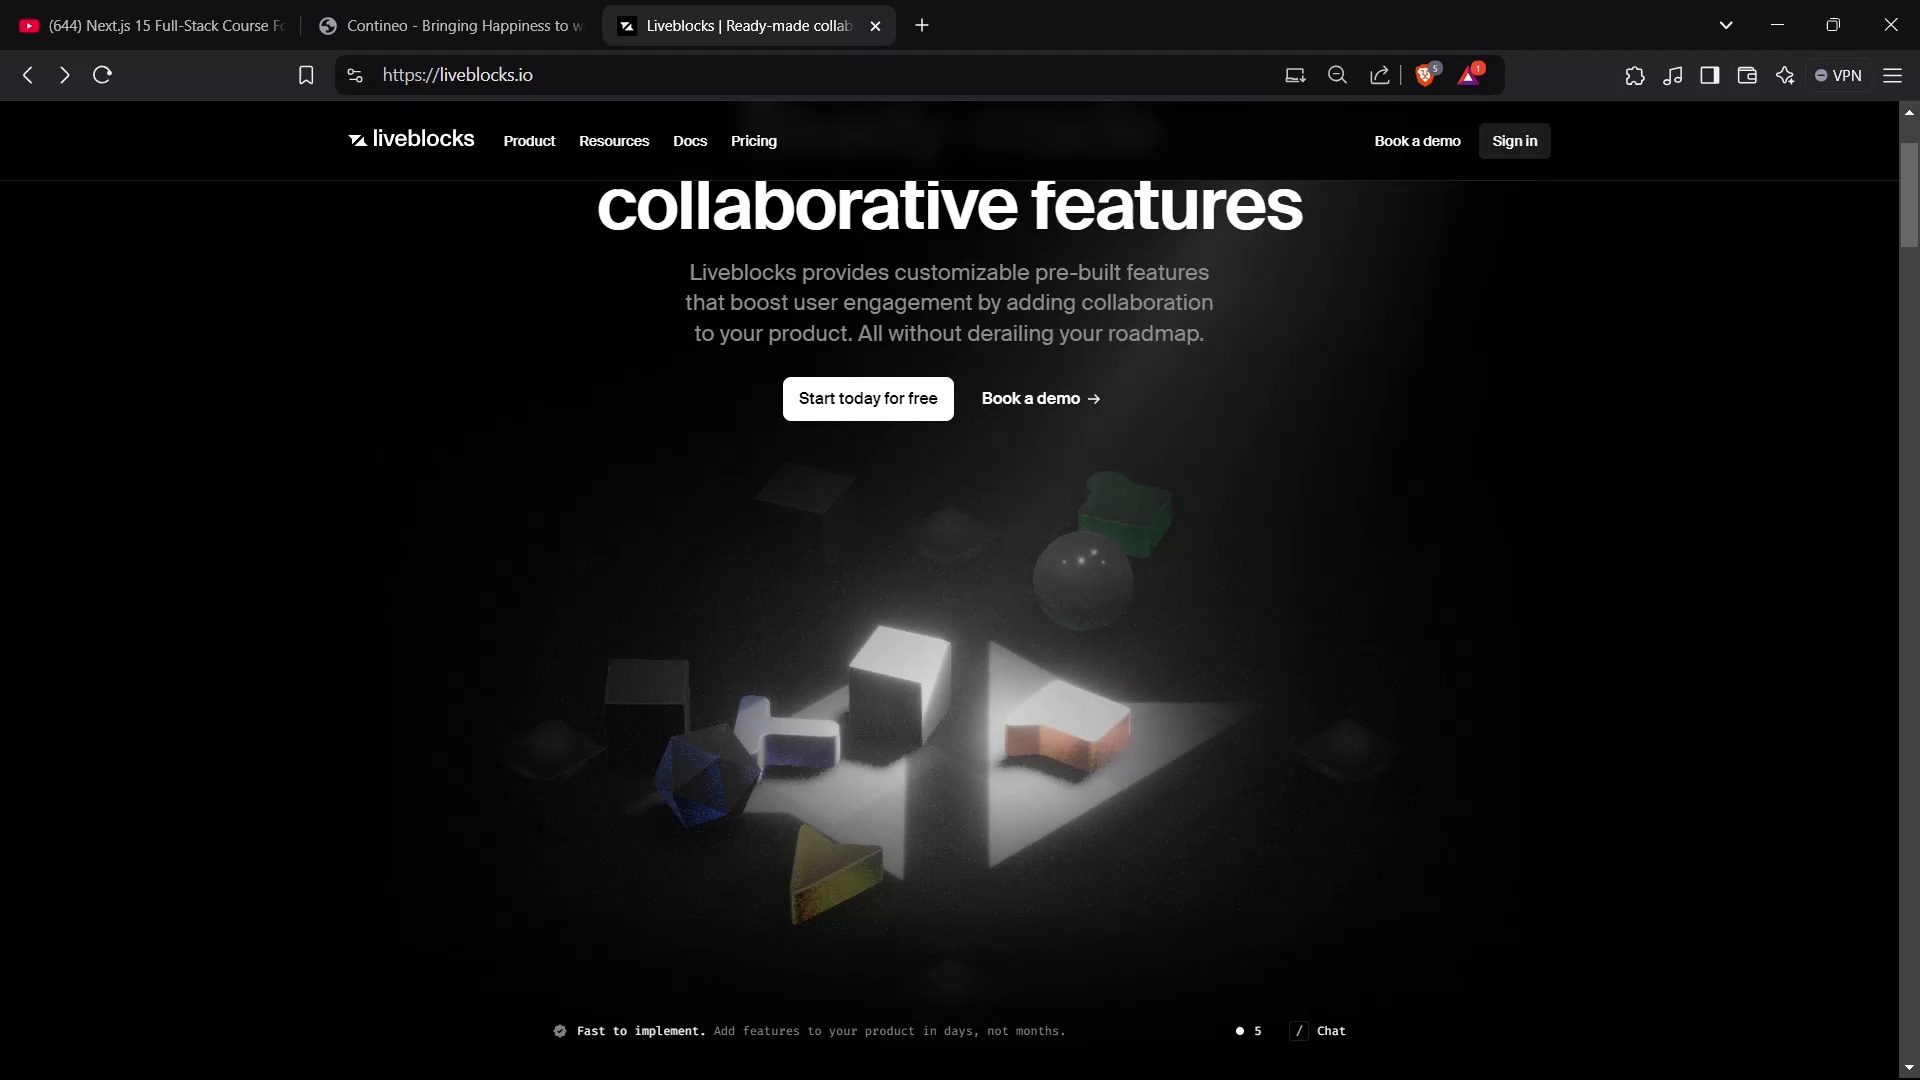 (644) Next.js 15 Full-Stack Course Fo
Contineo - Bringing Happiness to w
Liveblocks | Ready-made collab
https://liveblocks.io
5
1
VPN
liveblocks
Product
Resources
Docs
Pricing
Book a demo
Sign in
collaborative features
Liveblocks provides customizable pre-built features
that boost user engagement by adding collaboration
to your product. All without derailing your roadmap.
Start today for free
Book a demo →
Fast to implement. Add features to your product in days, not months.
5
/ Chat